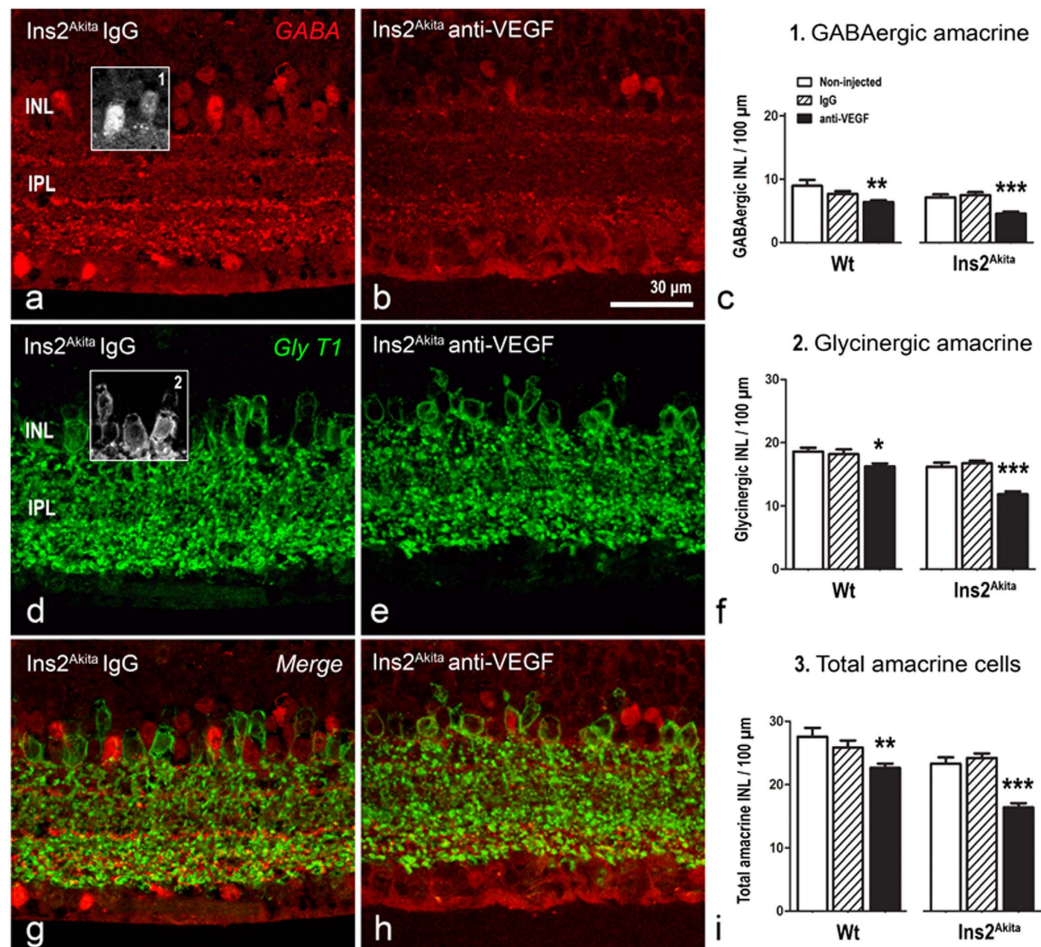 Ins2Akita IgG
GABA
1
INL
IPL
a
Ins2Akita anti-VEGF
30 µm
b
1. GABAergic amacrine
Non-injected
IgG
anti-VEGF
GABAergic INL / 100 µm
20
10
0
**
***
Wt
Ins2Akita
c
Ins2Akita IgG
Gly T1
2
INL
IPL
d
Ins2Akita anti-VEGF
e
2. Glycinergic amacrine
Glycinergic INL / 100 µm
30
20
10
0
*
***
Wt
Ins2Akita
f
Ins2Akita IgG
Merge
g
Ins2Akita anti-VEGF
h
3. Total amacrine cells
Total amacrine INL / 100 µm
30
20
10
0
**
***
Wt
Ins2Akita
i